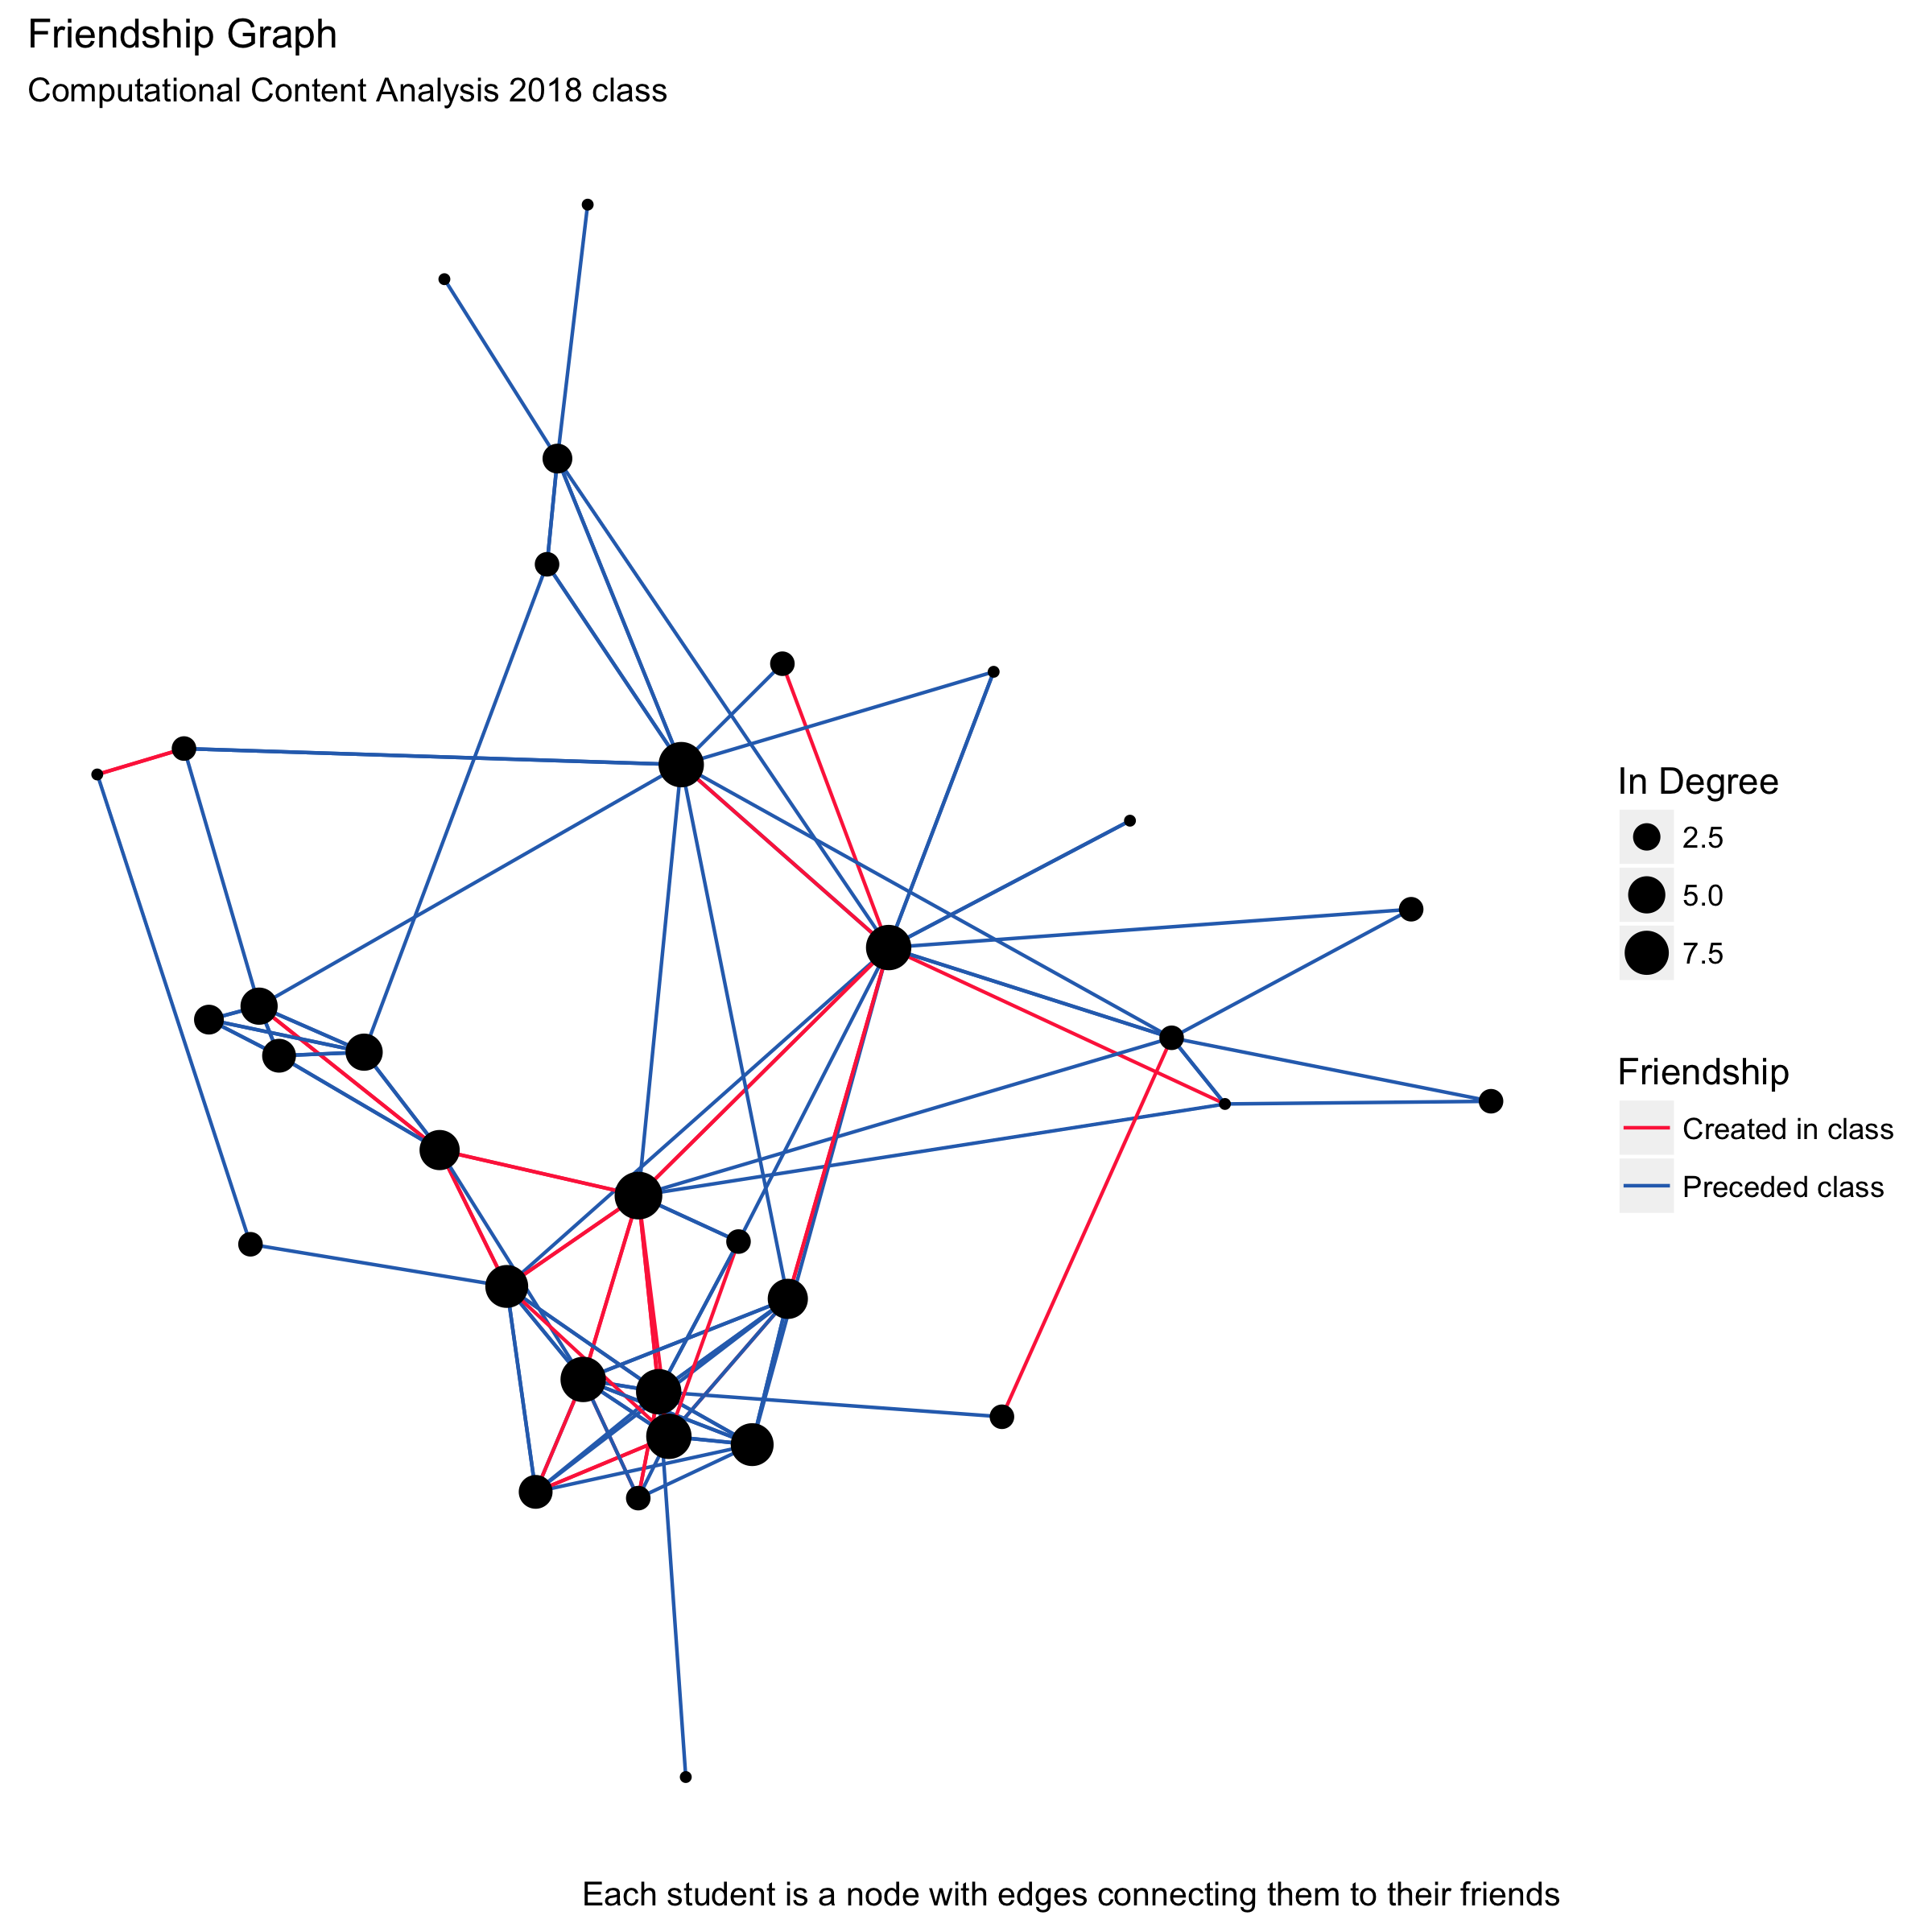 Friendship Graph
Computational Content Analysis 2018 class
In Degree
2.5
5.0
7.5
Friendship
Created in class
Preceded class
Each student is a node with edges connecting them to their friends